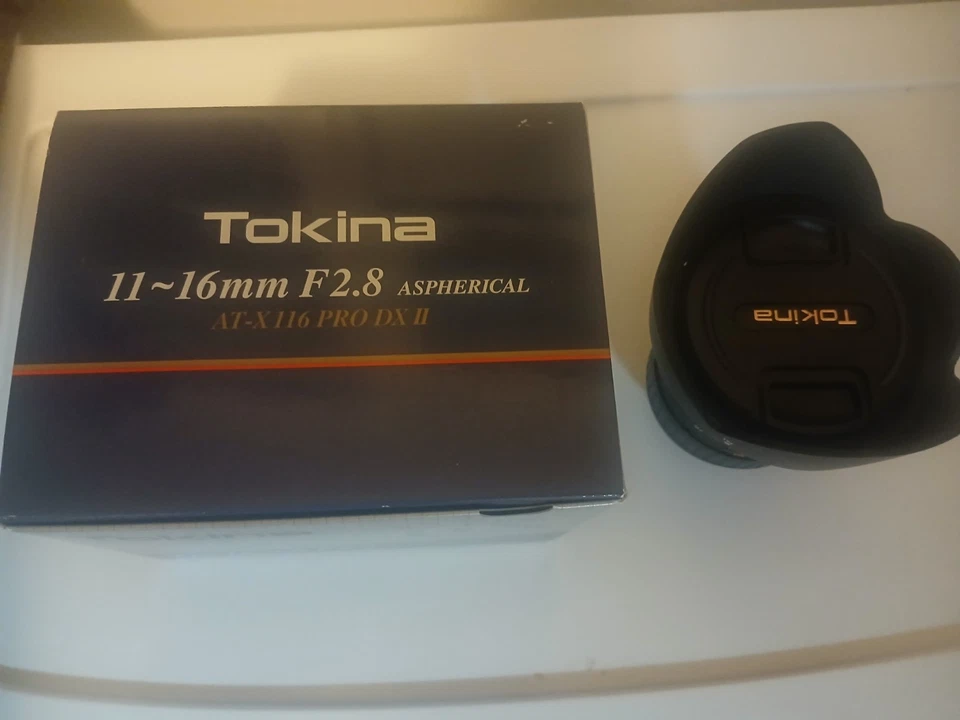 Tokina
11~16mm F2.8 ASPHERICAL
AT-X 116 PRO DX II
Tokina